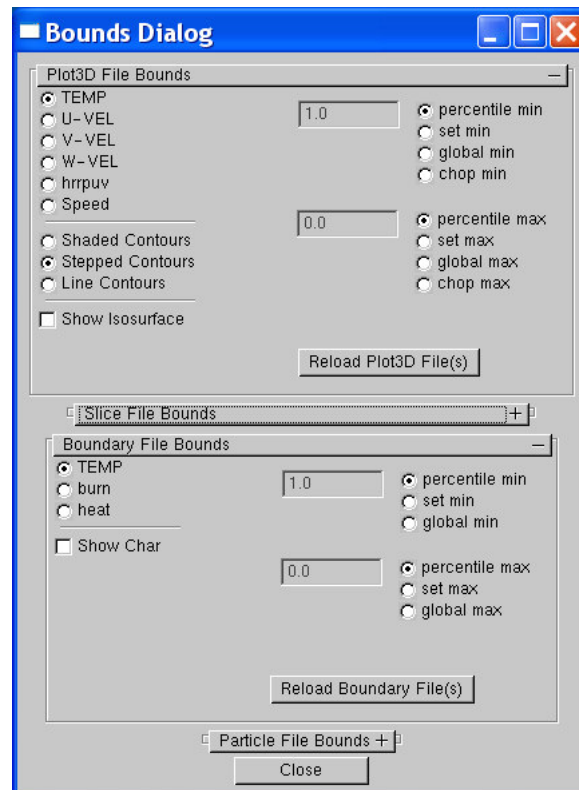 Bounds Dialog
Plot3D File Bounds −
TEMP
U-VEL
V-VEL
W-VEL
hrrpuv
Speed
1.0
percentile min
set min
global min
chop min
0.0
percentile max
set max
global max
chop max
Shaded Contours
Stepped Contours
Line Contours
Show Isosurface
Reload Plot3D File(s)
Slice File Bounds +
Boundary File Bounds −
TEMP
burn
heat
1.0
percentile min
set min
global min
Show Char
0.0
percentile max
set max
global max
Reload Boundary File(s)
Particle File Bounds +
Close